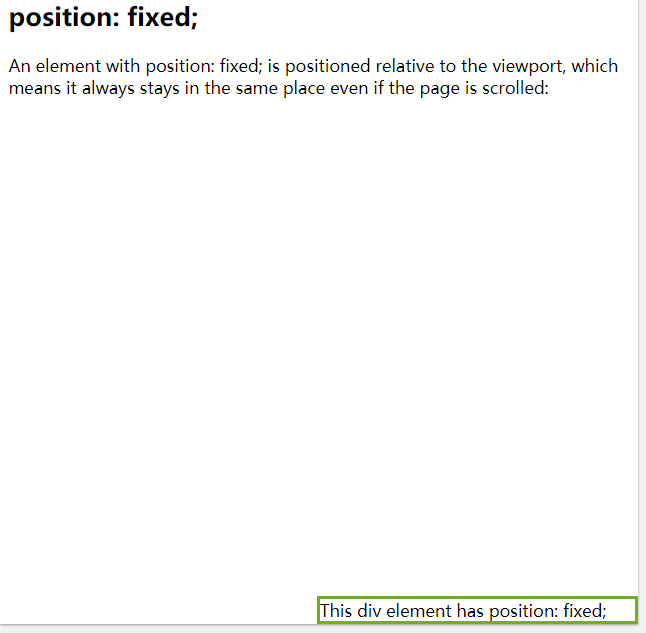 position: fixed;
An element with position: fixed; is positioned relative to the viewport, which
means it always stays in the same place even if the page is scrolled:
This div element has position: fixed;